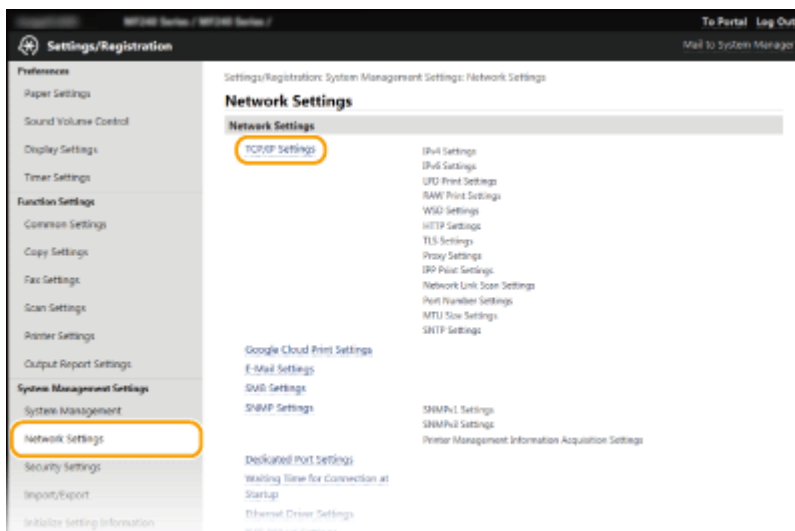 MF240 Series / MF240 Series /
To Portal Log Out
Settings/Registration
Mail to System Manager
Preferences
Paper Settings
Sound Volume Control
Display Settings
Timer Settings
Function Settings
Common Settings
Copy Settings
Fax Settings
Scan Settings
Printer Settings
Output Report Settings
System Management Settings
System Management
Network Settings
Security Settings
Import/Export
Initialize Setting Information
Settings/Registration: System Management Settings: Network Settings
Network Settings
Network Settings
TCP/IP Settings
IPv4 Settings
IPv6 Settings
LPD Print Settings
RAW Print Settings
WSD Settings
HTTP Settings
TLS Settings
Proxy Settings
IPP Print Settings
Network Link Scan Settings
Port Number Settings
MTU Size Settings
SNTP Settings
Google Cloud Print Settings
E-Mail Settings
SMB Settings
SNMP Settings
SNMPv1 Settings
SNMPv3 Settings
Printer Management Information Acquisition Settings
Dedicated Port Settings
Waiting Time for Connection at
Startup
Ethernet Driver Settings